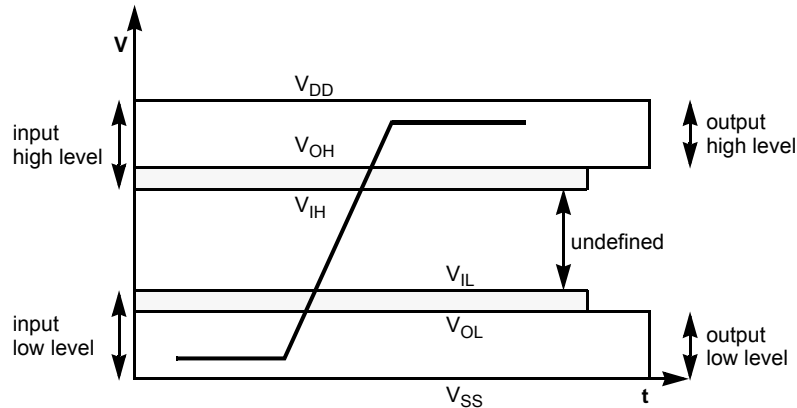 V
V_DD
input
high level
V_OH
output
high level
V_IH
undefined
V_IL
input
low level
V_OL
output
low level
V_SS
t